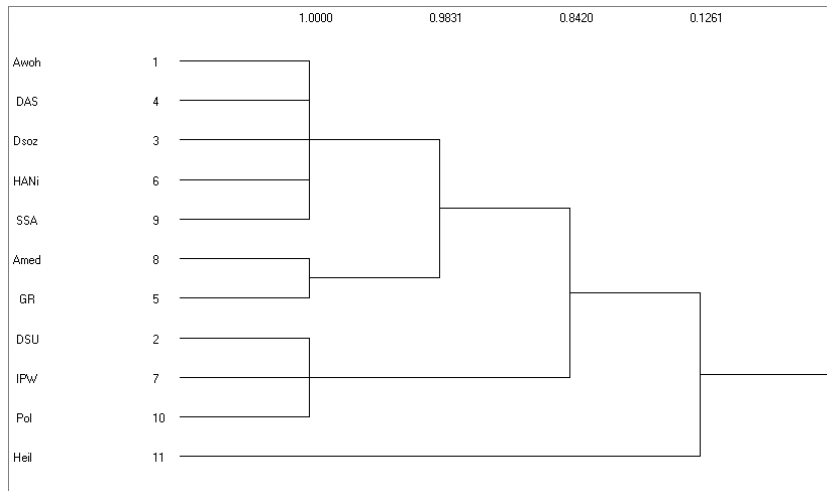 1.0000 0.9831 0.8420 0.1261
Awoh 1
DAS 4
Dsoz 3
HANi 6
SSA 9
Amed 8
GR 5
DSU 2
IPW 7
Pol 10
Heil 11